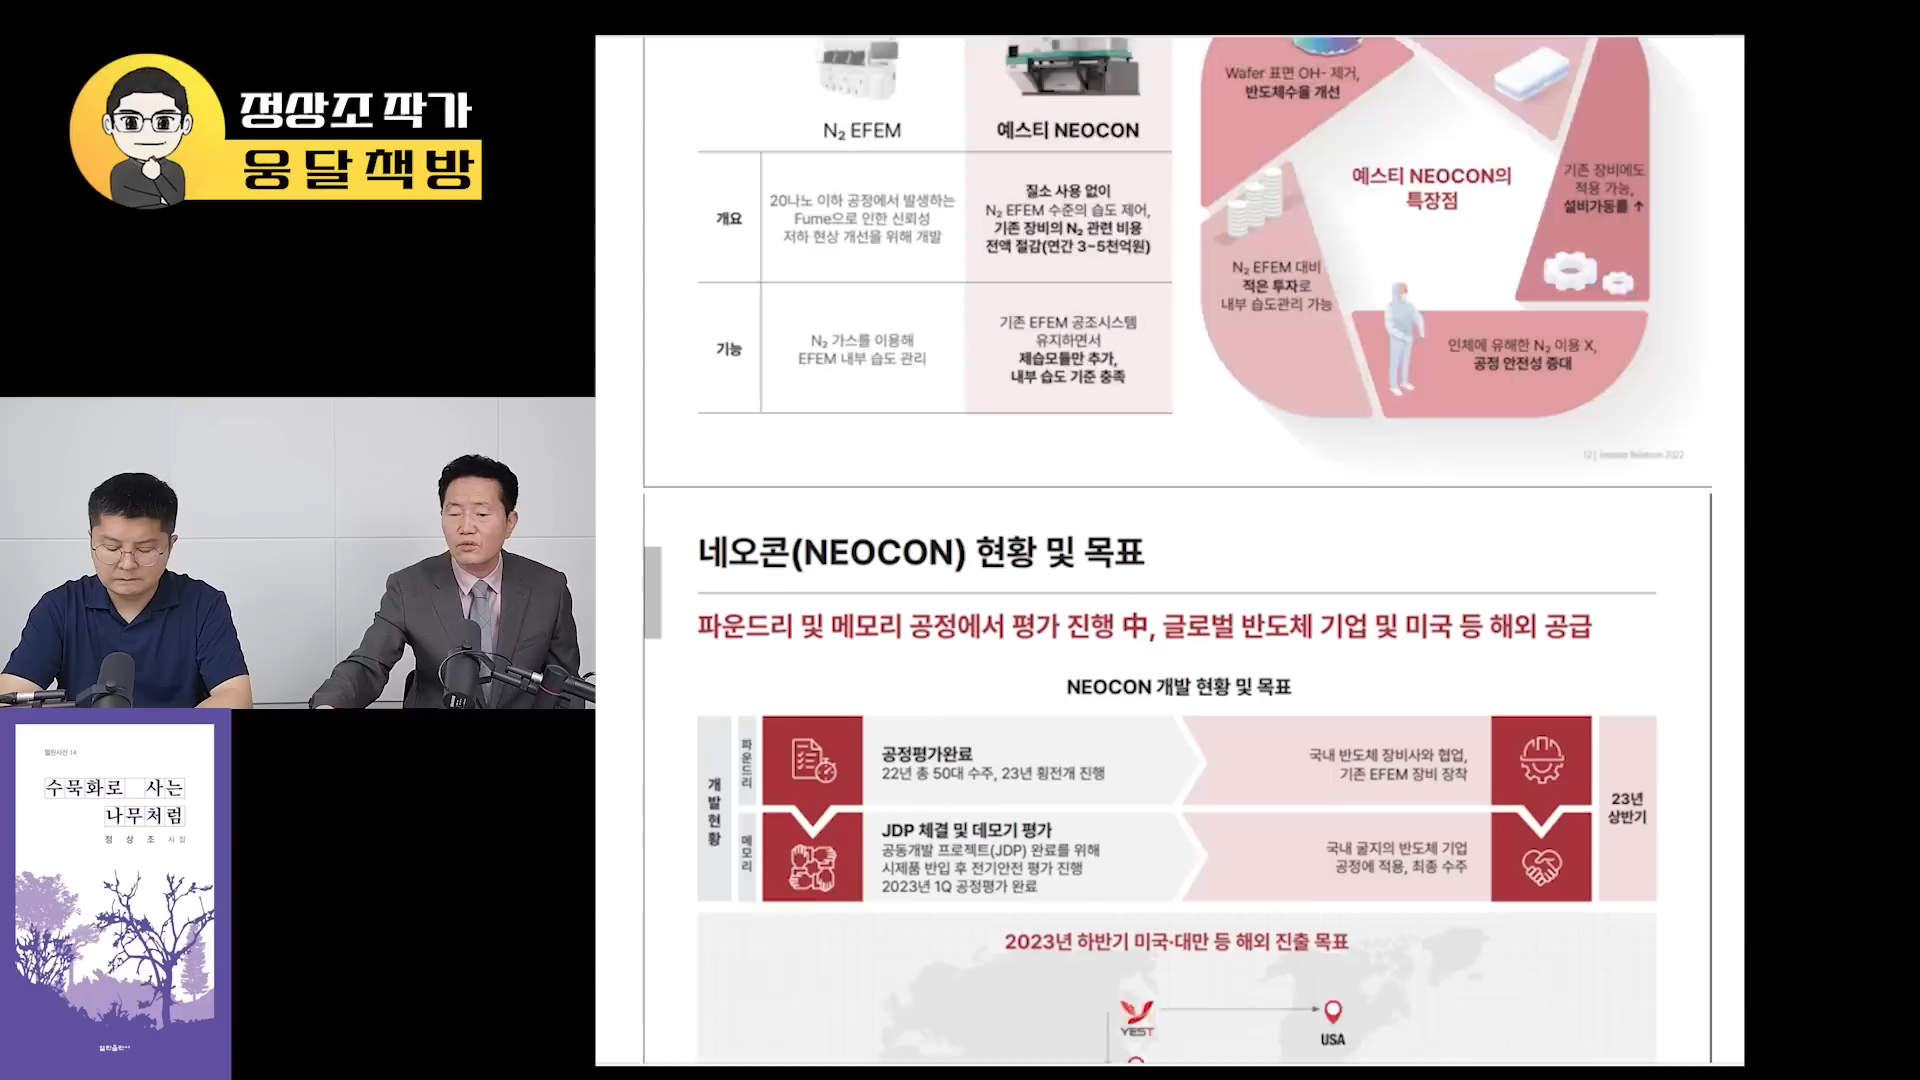 정상조 작가
웅달책방
열린시선 14
수묵화로 사는
나무처럼
정 상 조 시 집
열린출판사
N₂ EFEM
예스티 NEOCON
개요
20나노 이하 공정에서 발생하는
Fume으로 인한 신뢰성
저하 현상 개선을 위해 개발
질소 사용 없이
N₂ EFEM 수준의 습도 제어,
기존 장비의 N₂ 관련 비용
전액 절감(연간 3~5천억원)
기능
N₂ 가스를 이용해
EFEM 내부 습도 관리
기존 EFEM 공조시스템
유지하면서
제습모듈만 추가,
내부 습도 기준 충족
Wafer 표면 OH- 제거,
반도체수율 개선
예스티 NEOCON의
특장점
기존 장비에도
적용 가능,
설비가동률 ↑
N₂ EFEM 대비
적은 투자로
내부 습도관리 가능
인체에 유해한 N₂ 이용 X,
공정 안전성 증대
12 | Investor Relations 2022
네오콘(NEOCON) 현황 및 목표
파운드리 및 메모리 공정에서 평가 진행 中, 글로벌 반도체 기업 및 미국 등 해외 공급
NEOCON 개발 현황 및 목표
개발현황
파운드리
공정평가완료
22년 총 50대 수주, 23년 횡전개 진행
국내 반도체 장비사와 협업,
기존 EFEM 장비 장착
메모리
JDP 체결 및 데모기 평가
공동개발 프로젝트(JDP) 완료를 위해
시제품 반입 후 전기안전 평가 진행
2023년 1Q 공정평가 완료
국내 굴지의 반도체 기업
공정에 적용, 최종 수주
23년
상반기
2023년 하반기 미국·대만 등 해외 진출 목표
YEST
USA